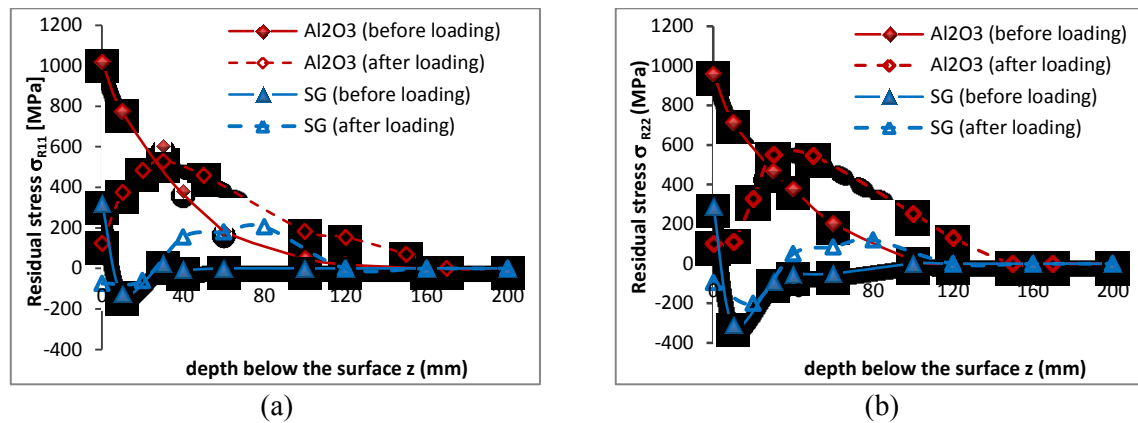 1200
1000
800
600
400
200
0
-200
-400
Residual stress σR11 [MPa]
Al2O3 (before loading)
Al2O3 (after loading)
SG (before loading)
SG (after loading)
0 40 80 120 160 200
depth below the surface z (mm)
(a)
1200
1000
800
600
400
200
0
-200
-400
Residual stress σR22 (MPa)
Al2O3 (before loading)
Al2O3 (after loading)
SG (before loading)
SG (after loading)
0 40 80 120 160 200
depth below the surface z (mm)
(b)